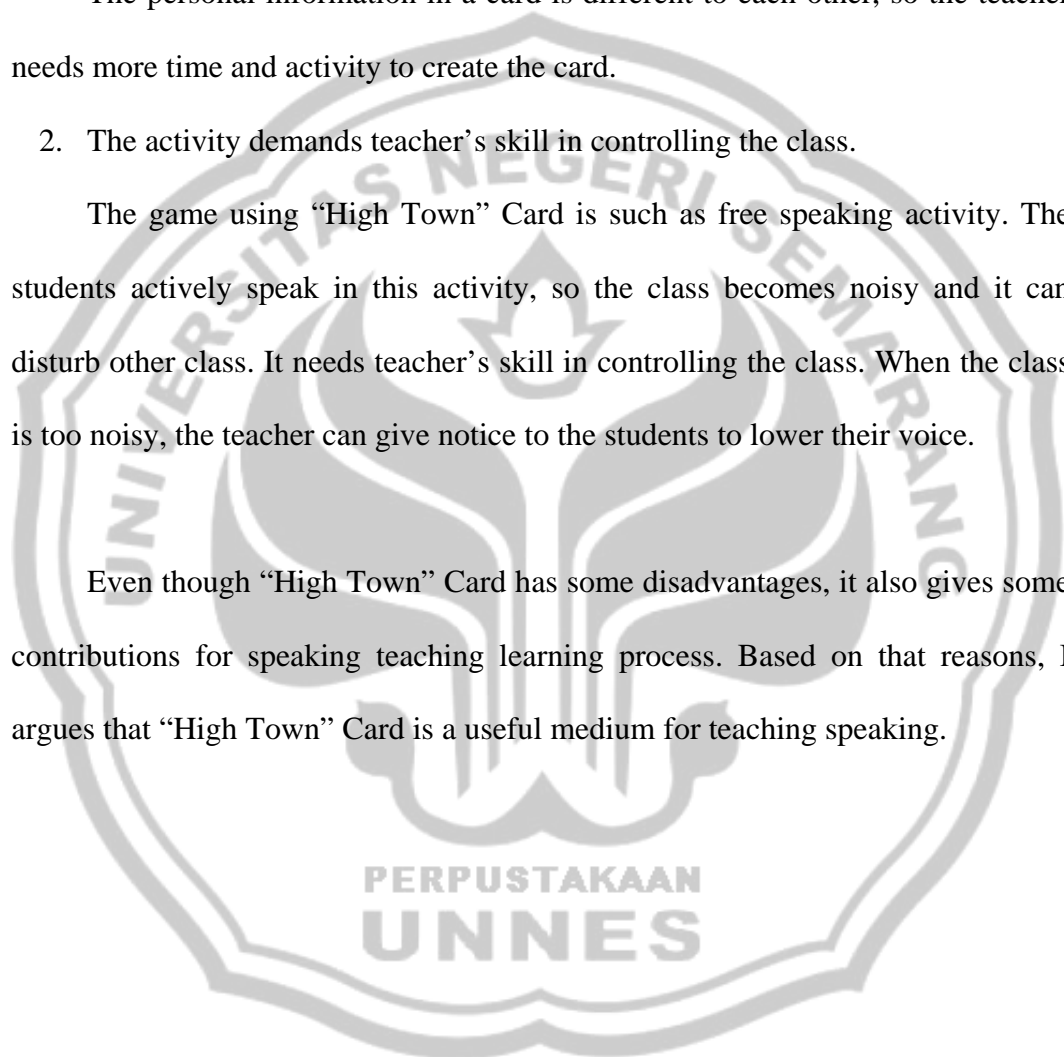 The personal information in a card is different to each other, so the teacher
needs more time and activity to create the card.
2. The activity demands teacher’s skill in controlling the class.
The game using “High Town” Card is such as free speaking activity. The
students actively speak in this activity, so the class becomes noisy and it can
disturb other class. It needs teacher’s skill in controlling the class. When the class
is too noisy, the teacher can give notice to the students to lower their voice.
Even though “High Town” Card has some disadvantages, it also gives some
contributions for speaking teaching learning process. Based on that reasons, I
argues that “High Town” Card is a useful medium for teaching speaking.
UNIVERSITAS NEGERI SEMARANG
PERPUSTAKAAN
UNNES